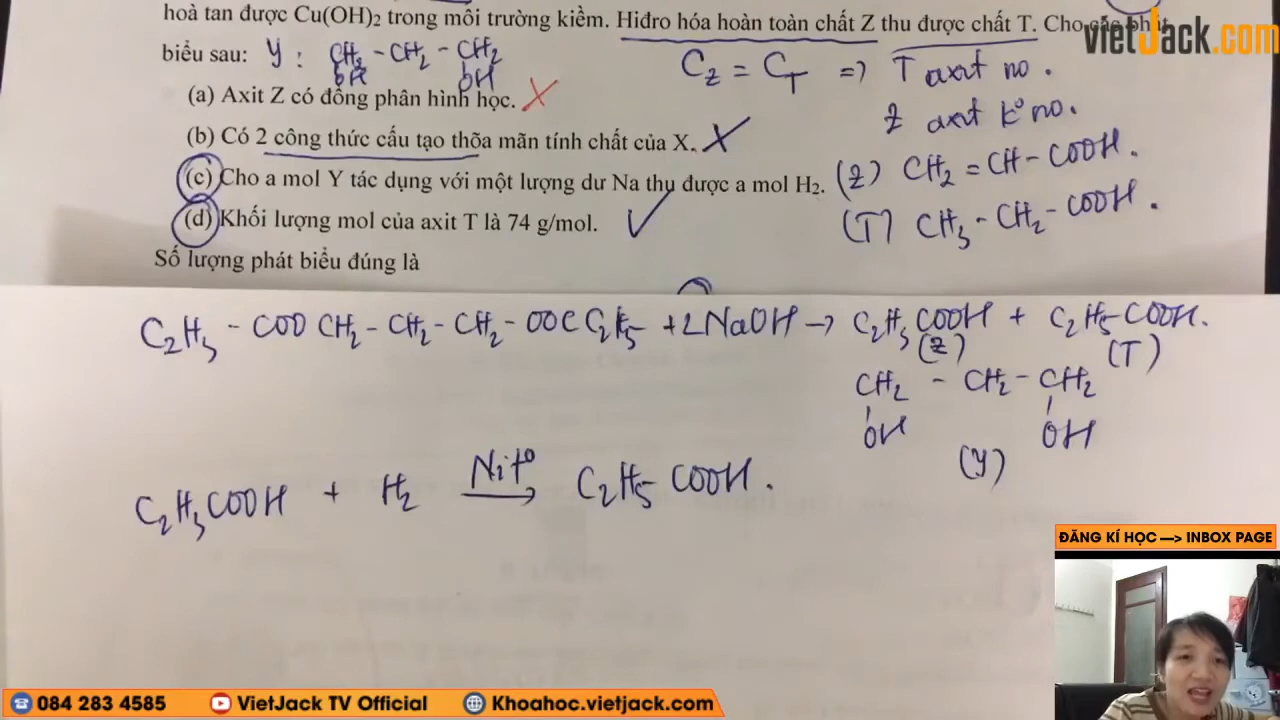 hoà tan được Cu(OH)₂ trong môi trường kiềm. Hiđro hóa hoàn toàn chất Z thu được chất T. Cho các phát
vietJack.com
biểu sau: Y : CH₂ - CH₂ - CH₂
OH OH
C_Z = C_T => T axit no.
(a) Axit Z có đồng phân hình học. X
Z axit k° no.
(b) Có 2 công thức cấu tạo thõa mãn tính chất của X. X
(Z) CH₂ = CH - COOH.
(c) Cho a mol Y tác dụng với một lượng dư Na thu được a mol H₂.
(T) CH₃ - CH₂ - COOH.
(d) Khối lượng mol của axit T là 74 g/mol. ✓
Số lượng phát biểu đúng là
C₂H₃ - COO CH₂ - CH₂ - CH₂ - OOC C₂H₅ + 2NaOH → C₂H₃COOH + C₂H₅-COOH.
(Z) (T)
CH₂ - CH₂ - CH₂
OH OH
(Y)
C₂H₃COOH + H₂ Ni t° → C₂H₅COOH.
ĐĂNG KÍ HỌC —> INBOX PAGE
084 283 4585 VietJack TV Official Khoahoc.vietjack.com